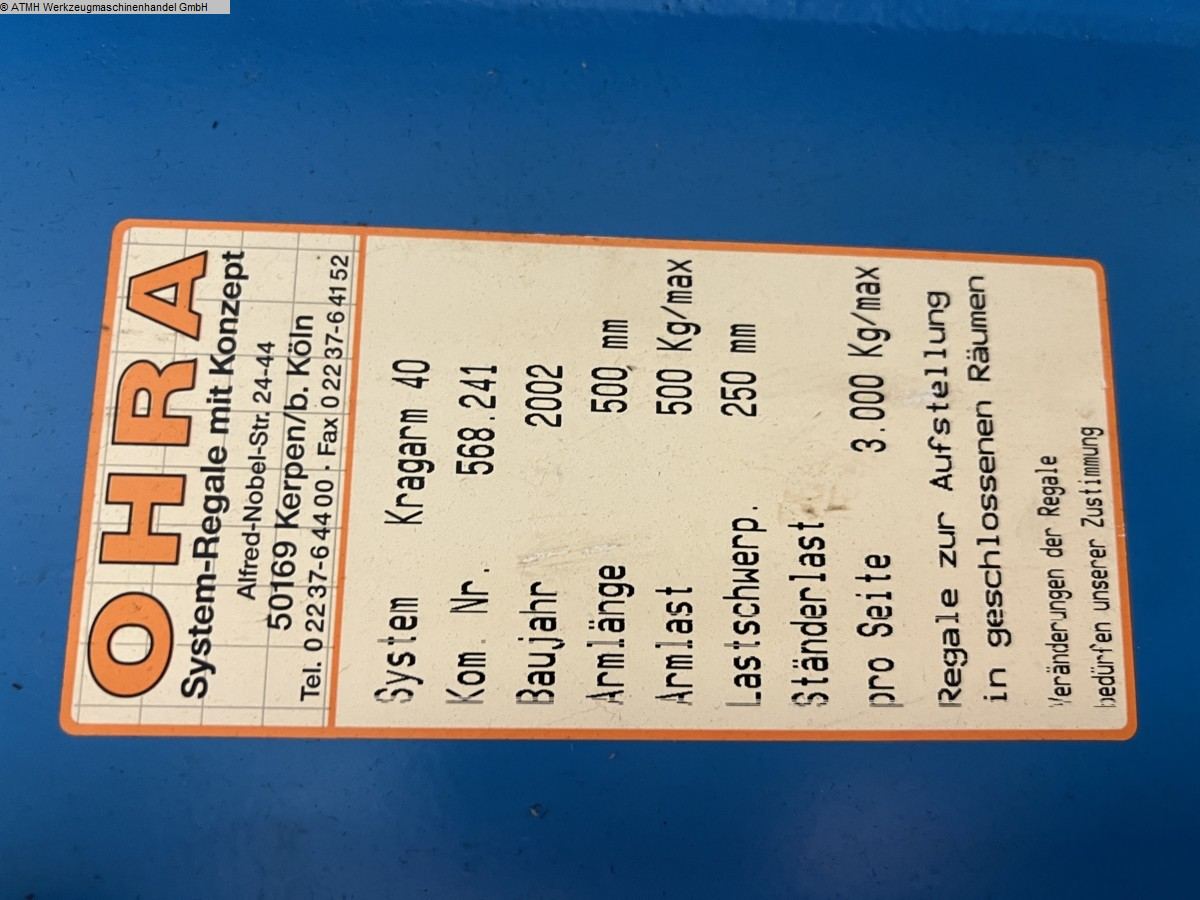 © ATMH Werkzeugmaschinenhandel GmbH
OHRA
System-Regale mit Konzept
Alfred-Nobel-Str. 24-44
50169 Kerpen/b. Köln
Tel. 0 22 37-6 44 00 · Fax 0 22 37-6 41 52
System Kragarm 40
Kom. Nr. 568.241
Baujahr 2002
Armlänge 500 mm
Armlast 500 Kg/max
Lastschwerp. 250 mm
Ständerlast
pro Seite 3.000 Kg/max
Regale zur Aufstellung
in geschlossenen Räumen
Veränderungen der Regale
bedürfen unserer Zustimmung